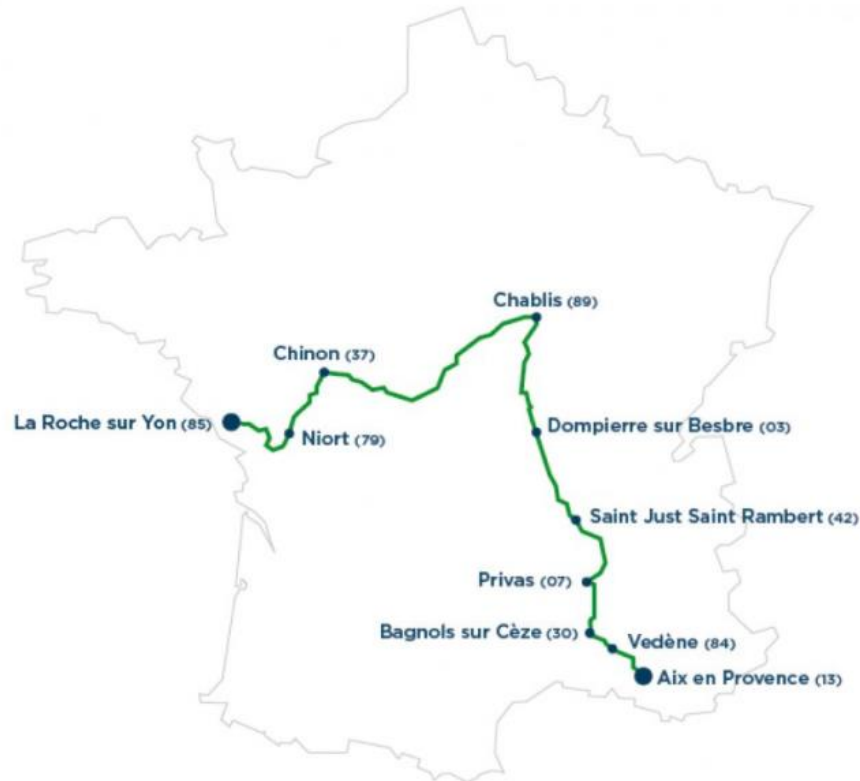 Chablis (89)
Chinon (37)
La Roche sur Yon (85)
Niort (79)
Dompierre sur Besbre (03)
Saint Just Saint Rambert (42)
Privas (07)
Bagnols sur Cèze (30)
Vedène (84)
Aix en Provence (13)